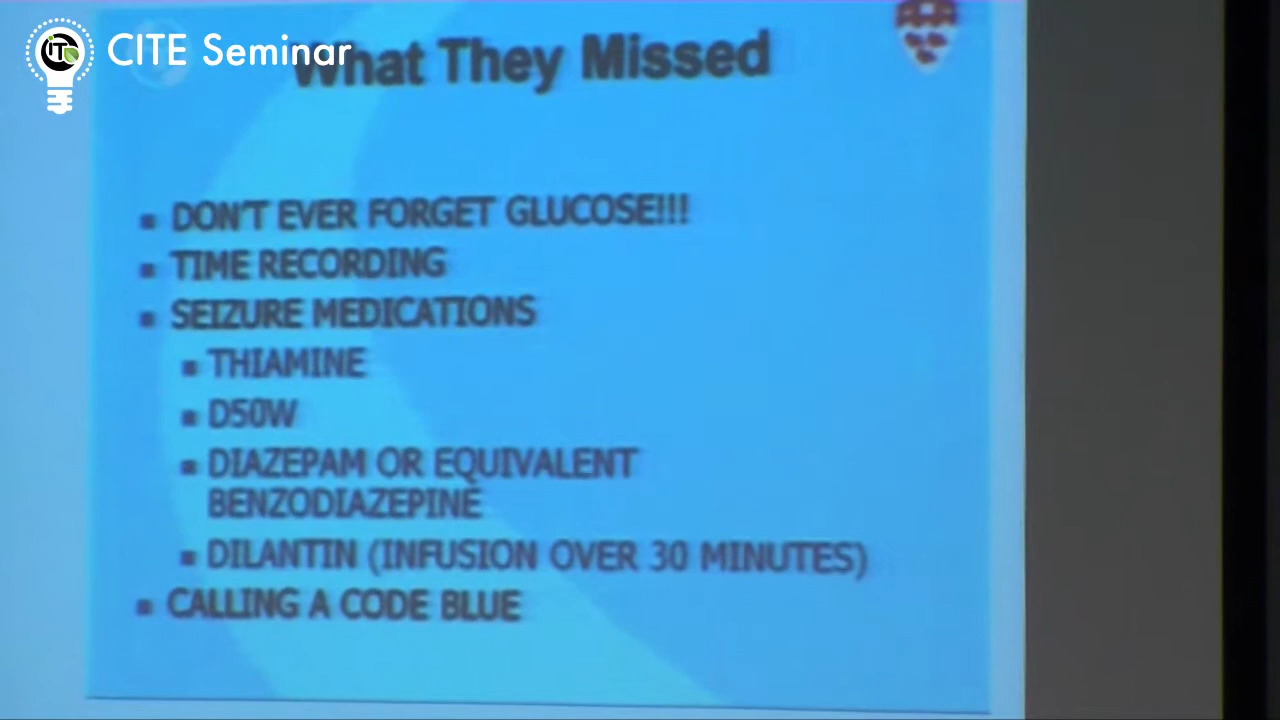 CITE Seminar
What They Missed
DON'T EVER FORGET GLUCOSE!!!
TIME RECORDING
SEIZURE MEDICATIONS
THIAMINE
D50W
DIAZEPAM OR EQUIVALENT
BENZODIAZEPINE
DILANTIN (INFUSION OVER 30 MINUTES)
CALLING A CODE BLUE